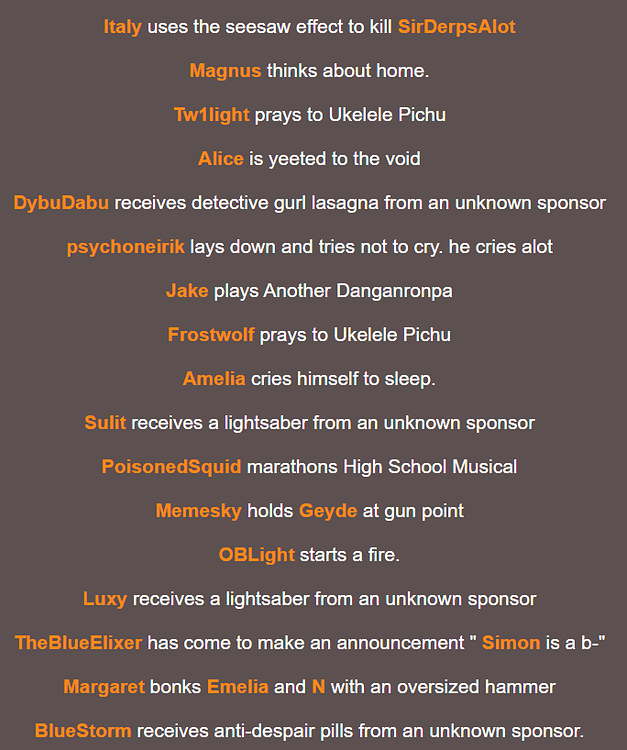 Italy uses the seesaw effect to kill SirDerpsAlot
Magnus thinks about home.
Tw1light prays to Ukelele Pichu
Alice is yeeted to the void
DybuDabu receives detective gurl lasagna from an unknown sponsor
psychoneirik lays down and tries not to cry. he cries alot
Jake plays Another Danganronpa
Frostwolf prays to Ukelele Pichu
Amelia cries himself to sleep.
Sulit receives a lightsaber from an unknown sponsor
PoisonedSquid marathons High School Musical
Memesky holds Geyde at gun point
OBLight starts a fire.
Luxy receives a lightsaber from an unknown sponsor
TheBlueElixer has come to make an announcement " Simon is a b-"
Margaret bonks Emelia and N with an oversized hammer
BlueStorm receives anti-despair pills from an unknown sponsor.